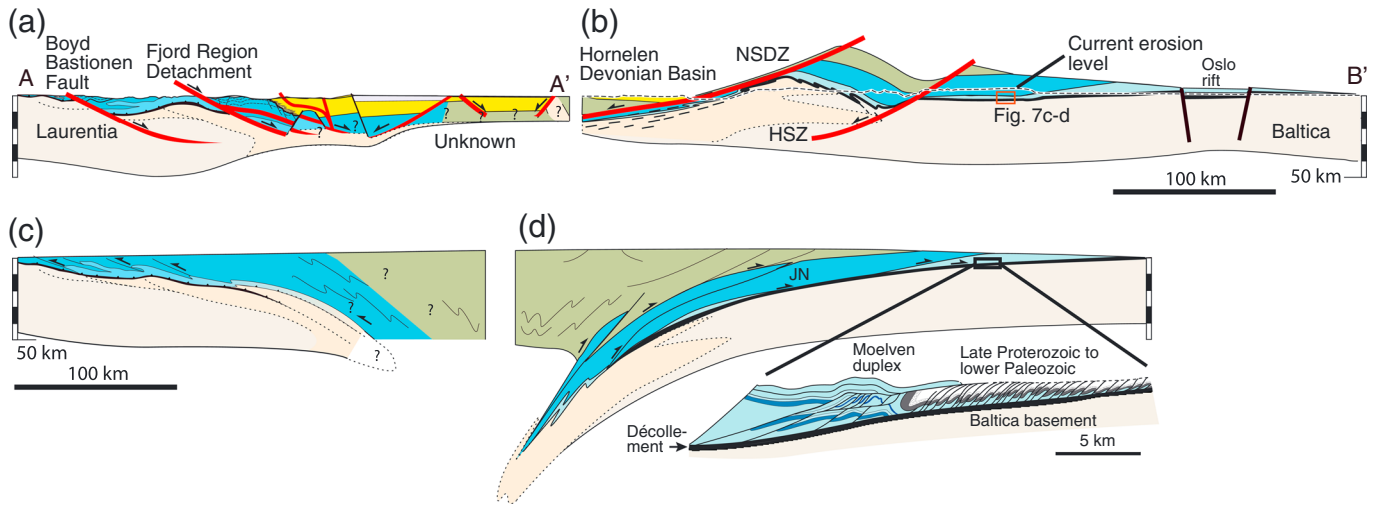 (a)
Boyd
Bastionen
Fault
Fjord Region
Detachment
A
A'
Laurentia
Unknown
?
?
?
?
?
(b)
Hornelen
Devonian Basin
NSDZ
Current erosion
level
Oslo
rift
B'
HSZ
Fig. 7c-d
Baltica
100 km
50 km
(c)
?
?
?
?
50 km
100 km
(d)
JN
Moelven
duplex
Late Proterozoic to
lower Paleozoic
Décolle-
ment
Baltica basement
5 km